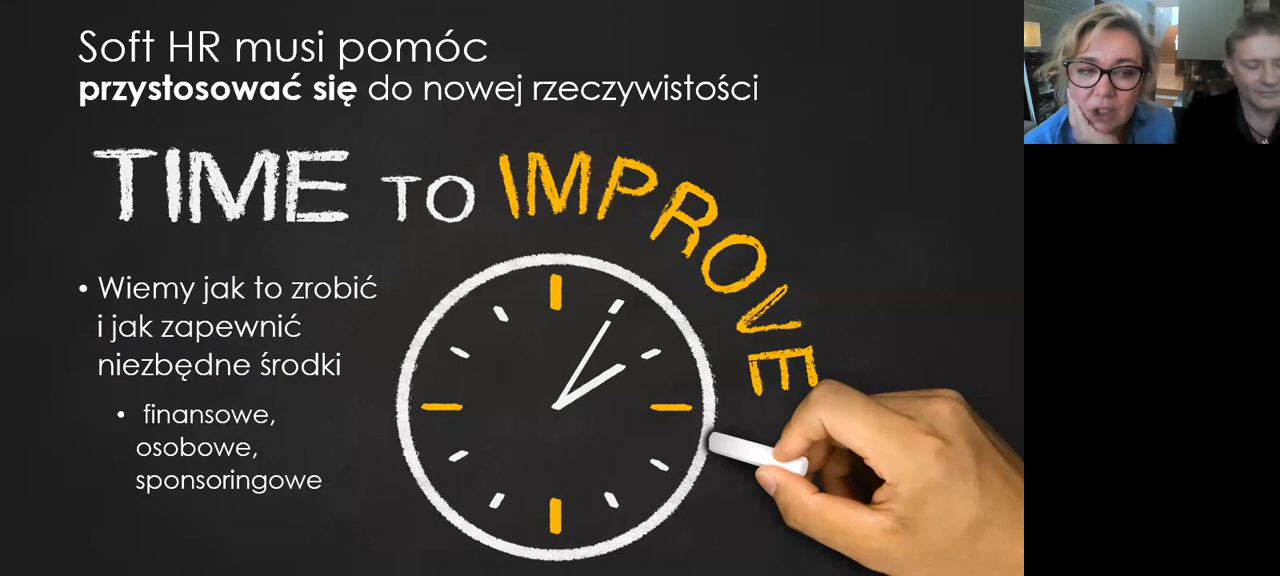 Soft HR musi pomóc
przystosować się do nowej rzeczywistości
TIME TO IMPROVE
• Wiemy jak to zrobić
i jak zapewnić
niezbędne środki
• finansowe,
osobowe,
sponsoringowe